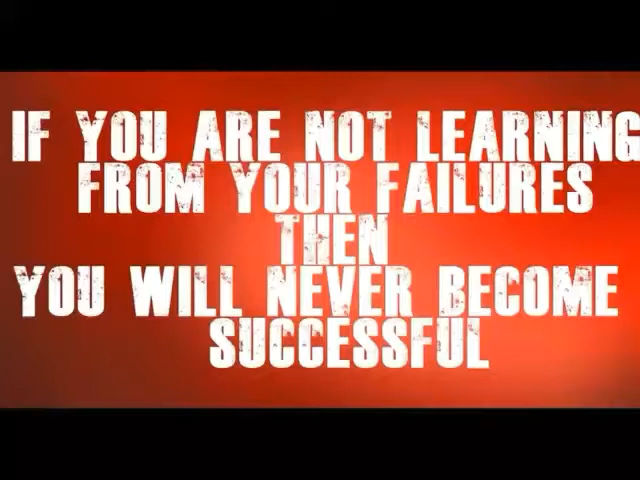 IF YOU ARE NOT LEARNING
FROM YOUR FAILURES
THEN
YOU WILL NEVER BECOME
SUCCESSFUL